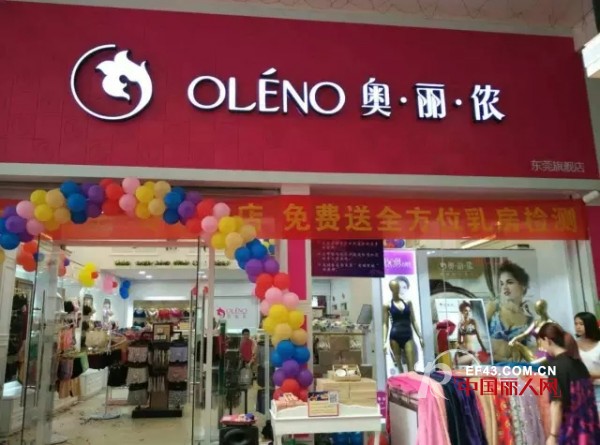 OLÉNO 奥·丽·侬
东莞旗舰店
店 免费送全方位乳房检测
OLENO
EF43.COM.CN
中国丽人网